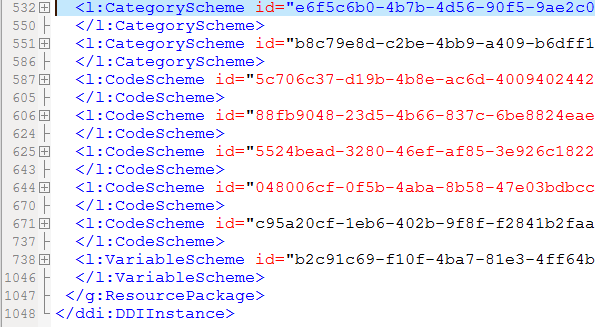 532 <l:CategoryScheme id="e6f5c6b0-4b7b-4d56-90f5-9ae2c0
550 </l:CategoryScheme>
551 <l:CategoryScheme id="b8c79e8d-c2be-4bb9-a409-b6dff1
586 </l:CategoryScheme>
587 <l:CodeScheme id="5c706c37-d19b-4b8e-ac6d-4009402442
605 </l:CodeScheme>
606 <l:CodeScheme id="88fb9048-23d5-4b66-837c-6be8824eae
624 </l:CodeScheme>
625 <l:CodeScheme id="5524bead-3280-46ef-af85-3e926c1822
643 </l:CodeScheme>
644 <l:CodeScheme id="048006cf-0f5b-4aba-8b58-47e03bdbcc
670 </l:CodeScheme>
671 <l:CodeScheme id="c95a20cf-1eb6-402b-9f8f-f2841b2faa
737 </l:CodeScheme>
738 <l:VariableScheme id="b2c91c69-f10f-4ba7-81e3-4ff64b
1046 </l:VariableScheme>
1047 </g:ResourcePackage>
1048 </ddi:DDIInstance>